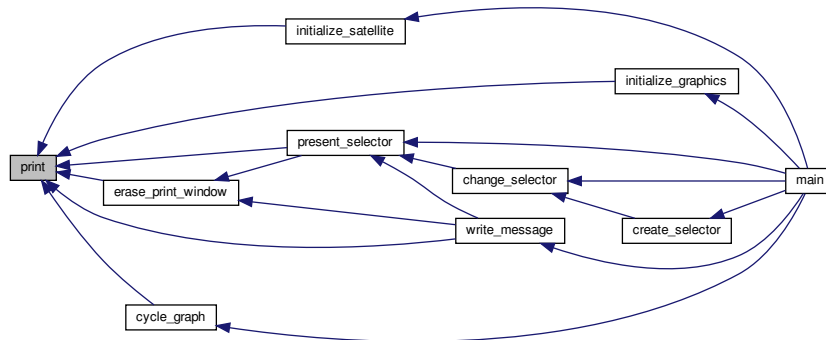 initialize_satellite
initialize_graphics
present_selector
print
change_selector
main
erase_print_window
write_message
create_selector
cycle_graph